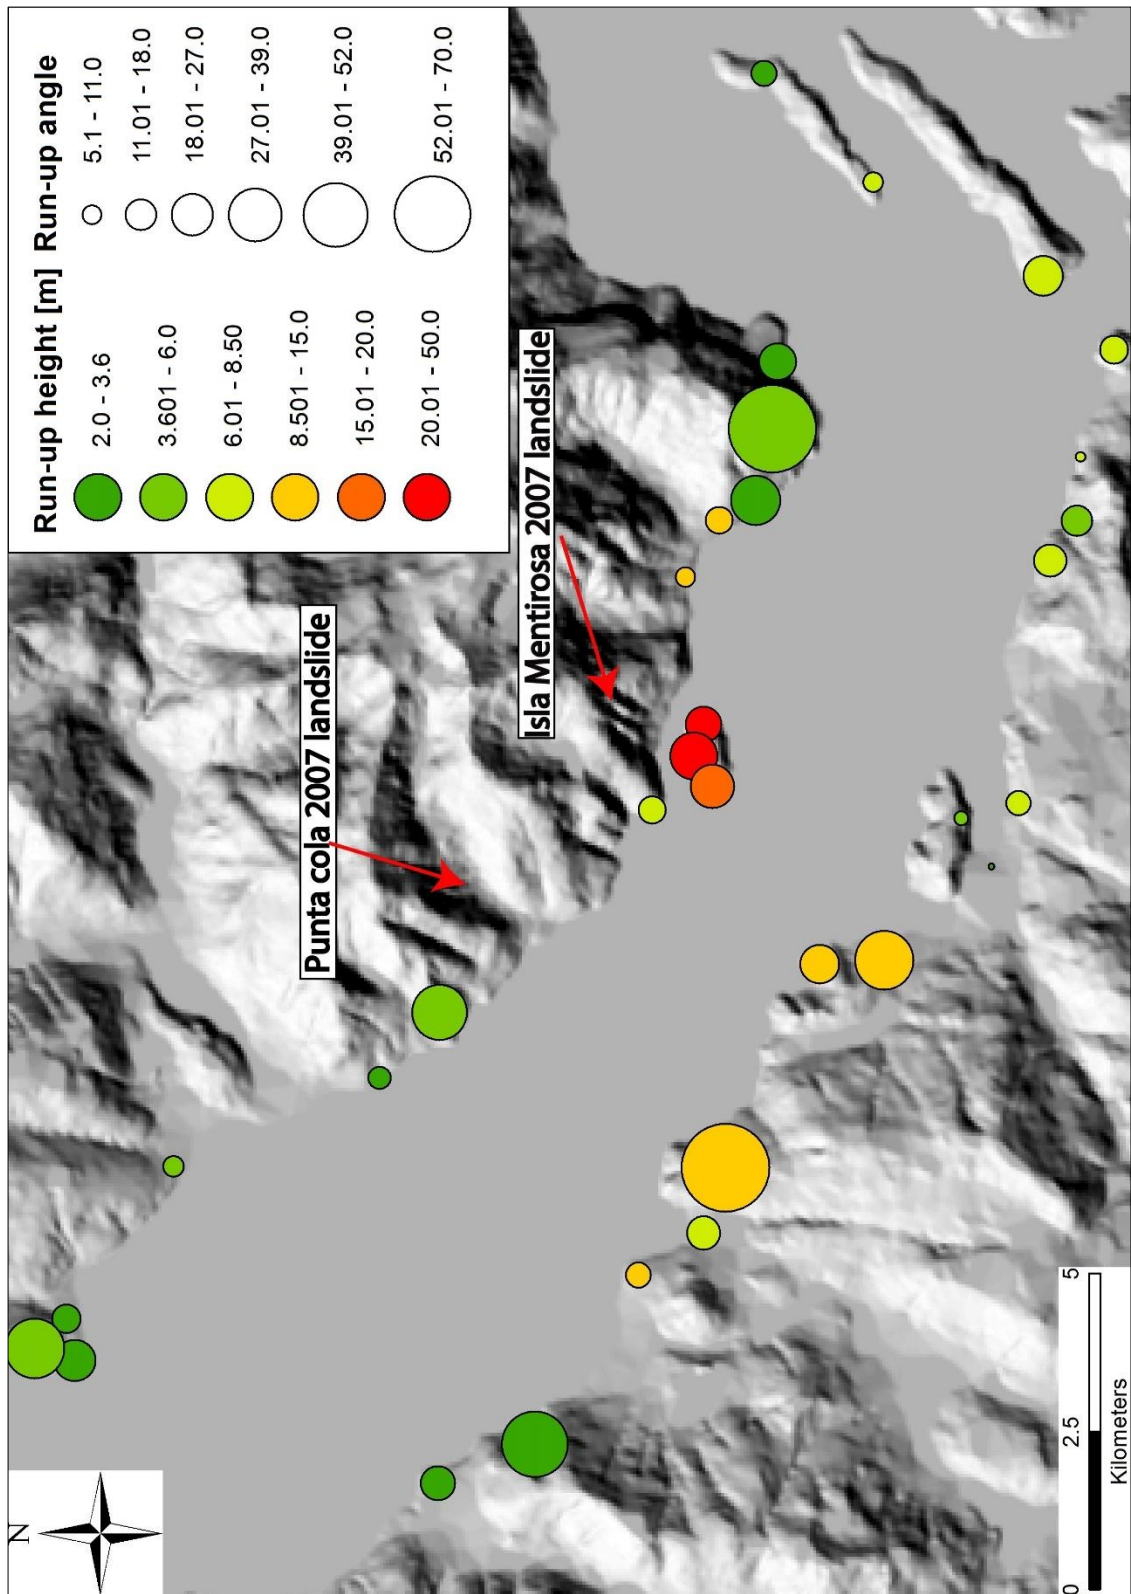 Run-up height [m]
2.0 - 3.6
3.601 - 6.0
6.01 - 8.50
8.501 - 15.0
15.01 - 20.0
20.01 - 50.0
Run-up angle
5.1 - 11.0
11.01 - 18.0
18.01 - 27.0
27.01 - 39.0
39.01 - 52.0
52.01 - 70.0
Punta cola 2007 landslide
Isla Mentirosa 2007 landslide
N
0 2.5 5
Kilometers